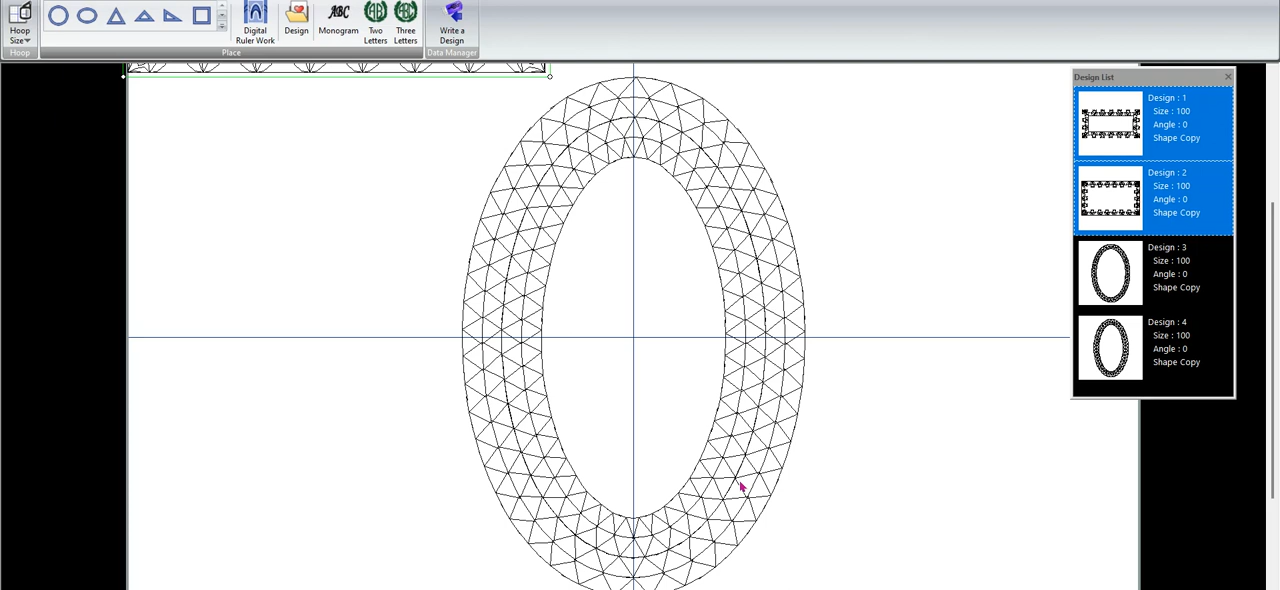 Hoop
Size
Hoop
Digital
Ruler Work
Design
ABC
Monogram
Two
Letters
Three
Letters
Place
Write a
Design
Data Manager
Design List
Design : 1
Size : 100
Angle : 0
Shape Copy
Design : 2
Size : 100
Angle : 0
Shape Copy
Design : 3
Size : 100
Angle : 0
Shape Copy
Design : 4
Size : 100
Angle : 0
Shape Copy